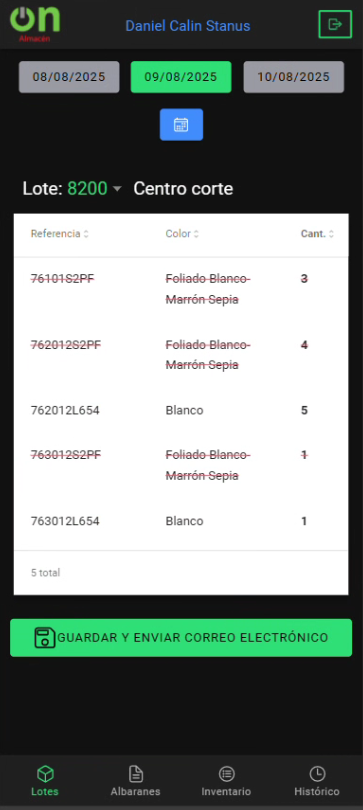 on
Almacén
Daniel Calin Stanus
08/08/2025 09/08/2025 10/08/2025
Lote: 8200 Centro corte
Referencia Color Cant.
76101S2PF Foliado Blanco- 3
Marrón Sepia
762012S2PF Foliado Blanco- 4
Marrón Sepia
762012L654 Blanco 5
763012S2PF Foliado Blanco- 1
Marrón Sepia
763012L654 Blanco 1
5 total
GUARDAR Y ENVIAR CORREO ELECTRÓNICO
Lotes Albaranes Inventario Histórico